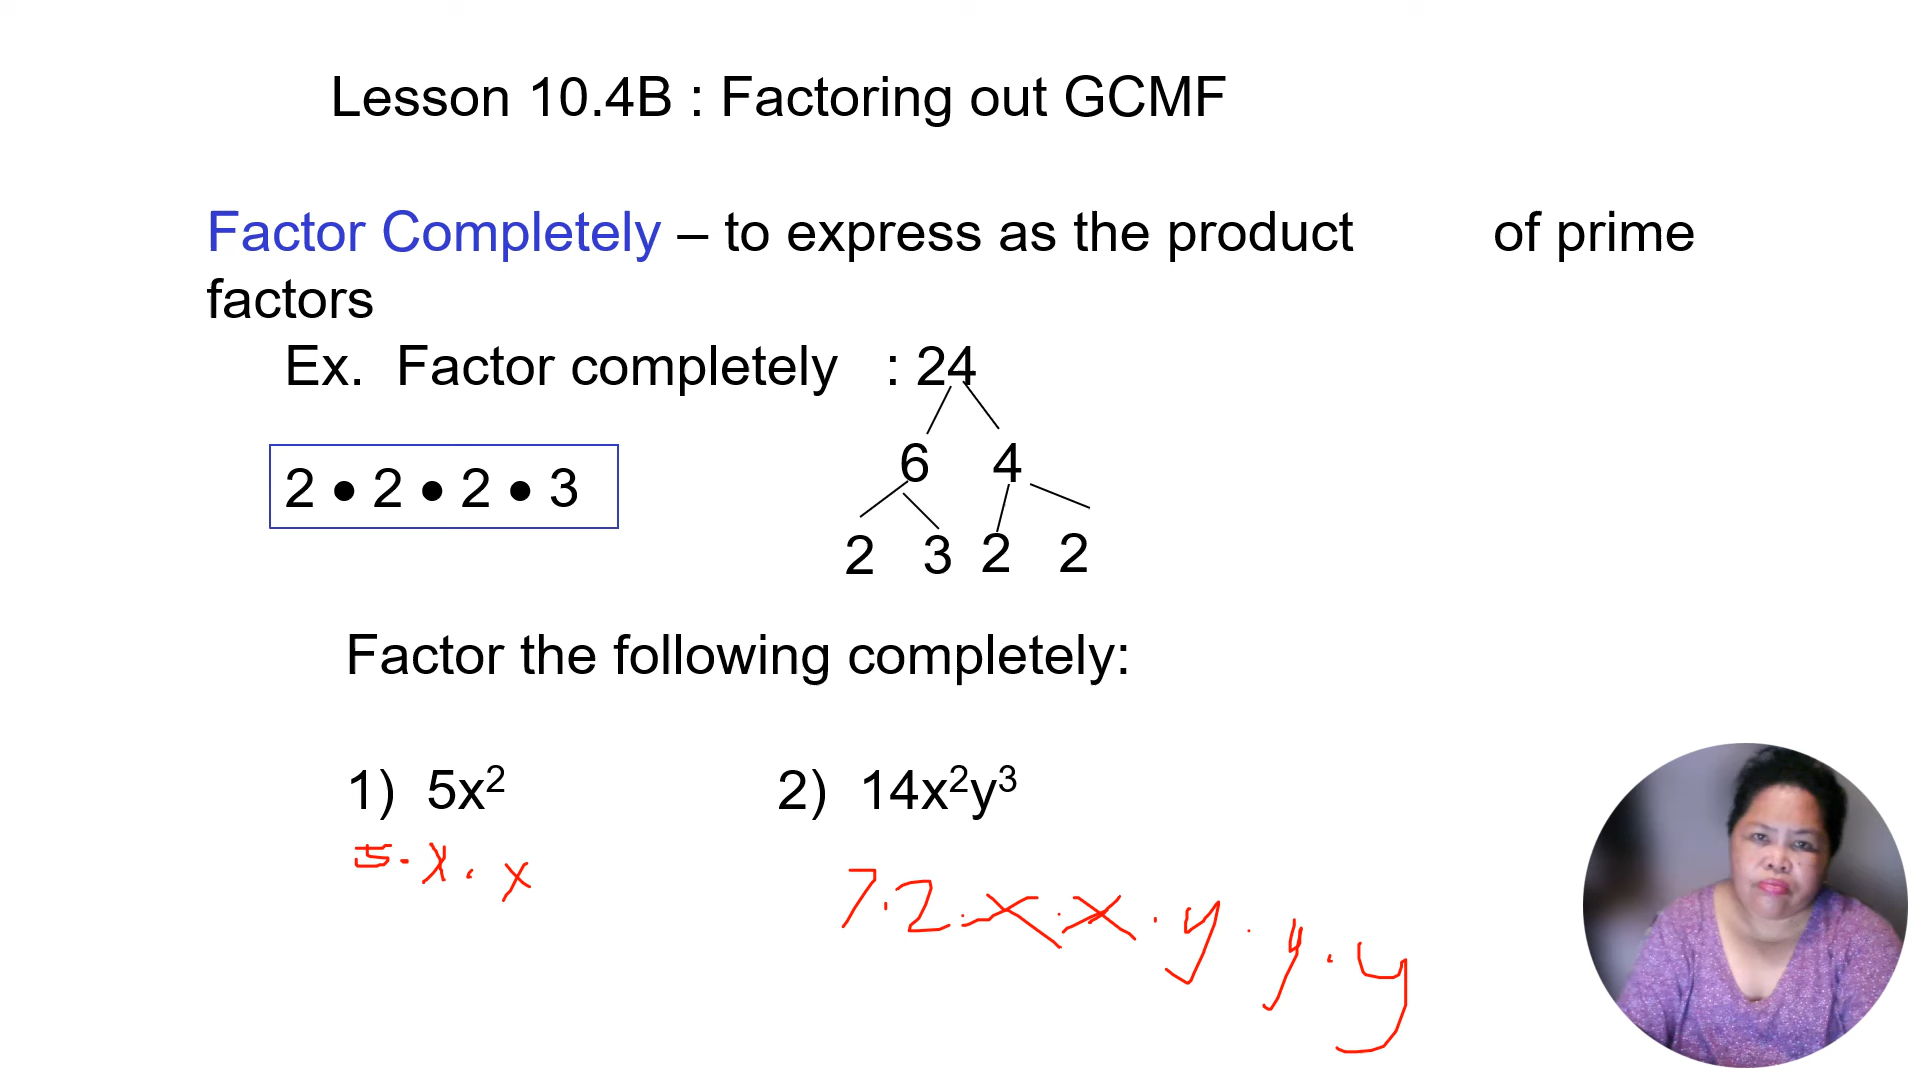 Lesson 10.4B : Factoring out GCMF
Factor Completely – to express as the product of prime
factors
Ex. Factor completely : 24
6 4
2 • 2 • 2 • 3
2 3 2 2
Factor the following completely:
1) 5x² 2) 14x²y³
5 · x · x
7 · 2 · x · x · y · y · y